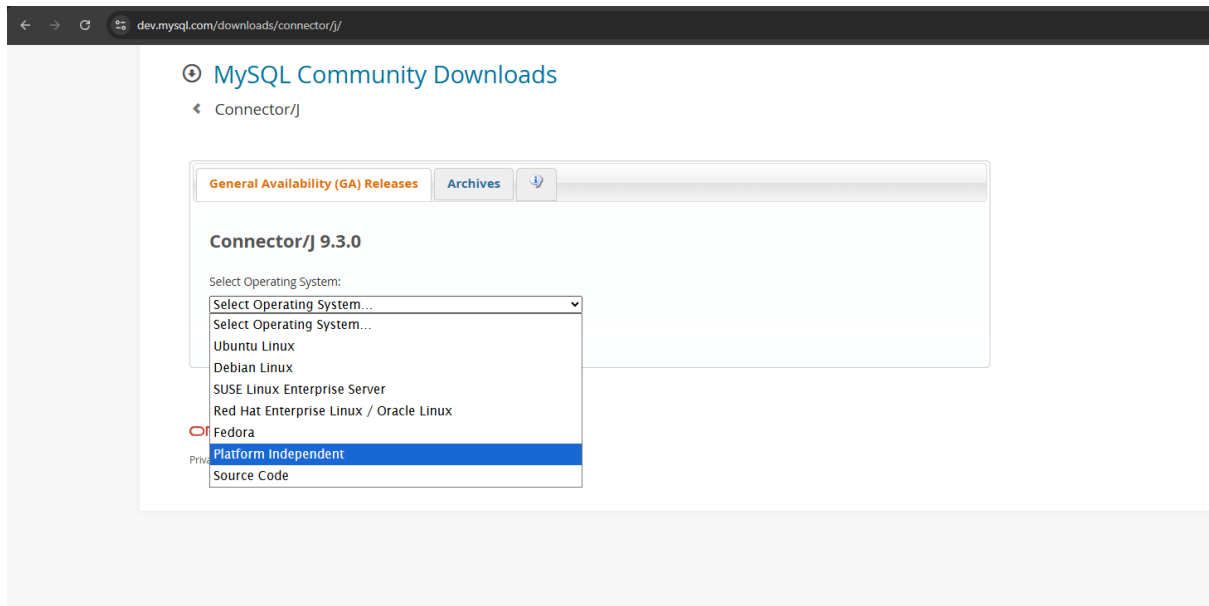 dev.mysql.com/downloads/connector/j/
MySQL Community Downloads
Connector/J
General Availability (GA) Releases
Archives
Connector/J 9.3.0
Select Operating System:
Select Operating System...
Select Operating System...
Ubuntu Linux
Debian Linux
SUSE Linux Enterprise Server
Red Hat Enterprise Linux / Oracle Linux
Fedora
Platform Independent
Source Code